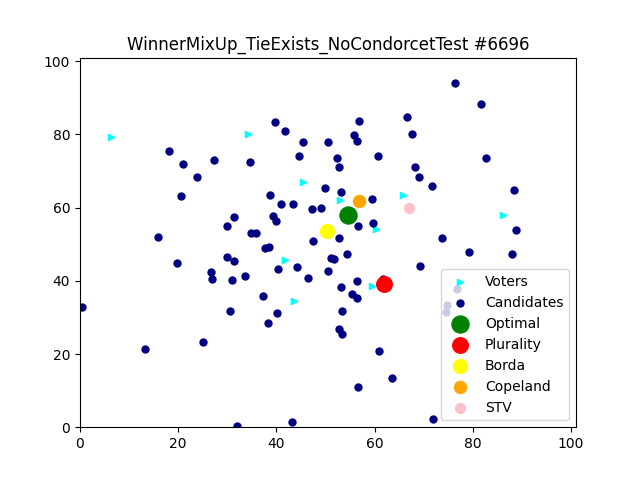 WinnerMixUp_TieExists_NoCondorcetTest #6696
100
80
60
40
20
0
0 20 40 60 80 100
Voters
Candidates
Optimal
Plurality
Borda
Copeland
STV